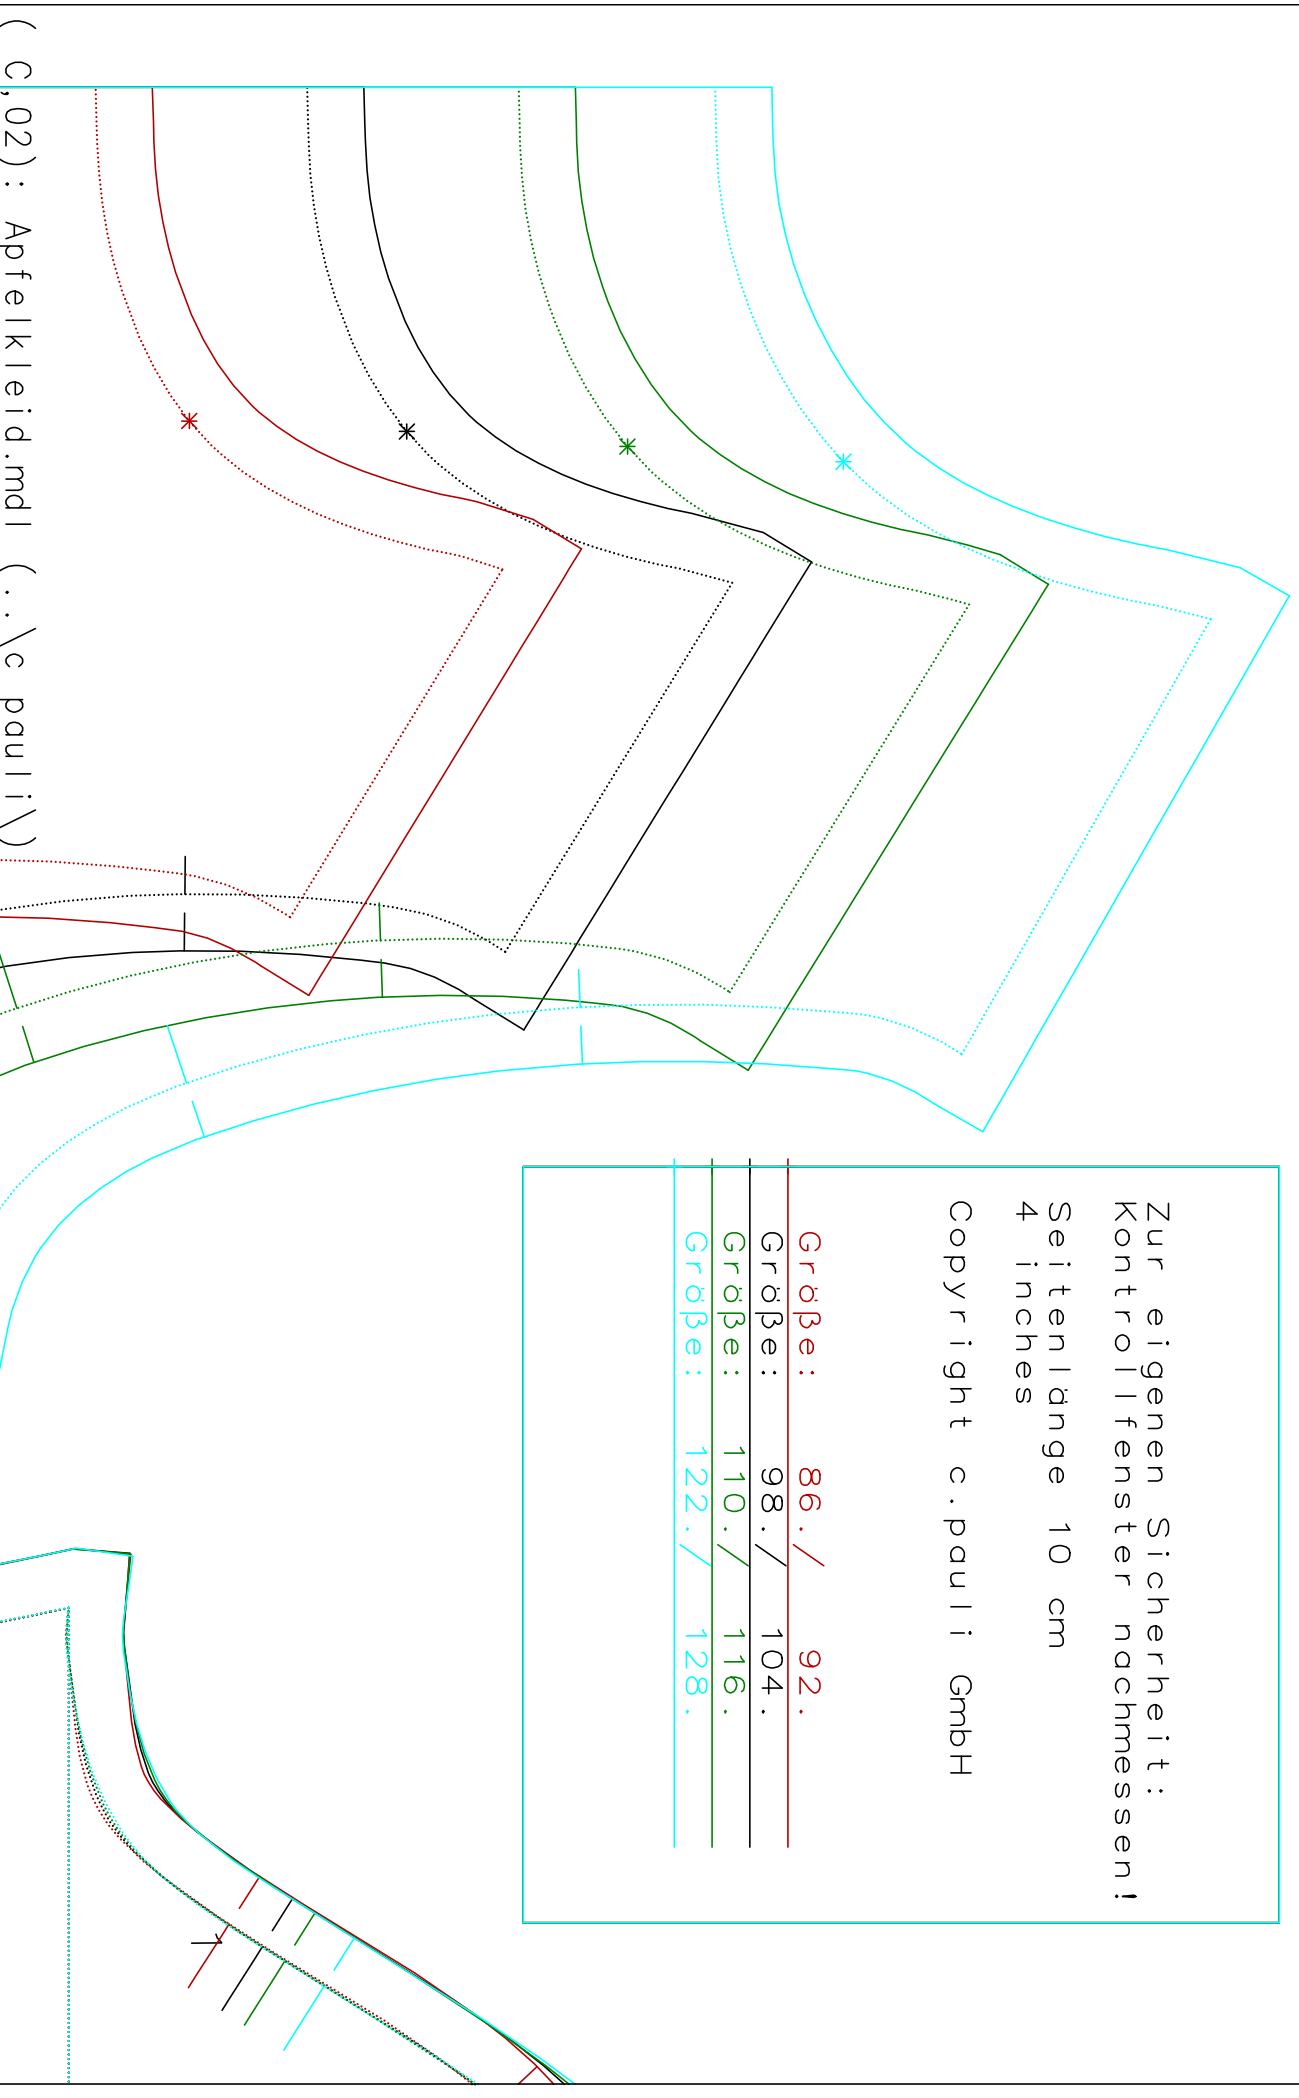 Zur eigenen Sicherheit:
Kontrollfenster nachmessen!
Seitenlänge 10 cm
4 inches
Copyright c.pauli GmbH
Größe: 86./ 92.
Größe: 98./ 104.
Größe: 110./ 116.
Größe: 122./ 128.
( C,02): Apfelkleid.mdl (..\c pauli\)